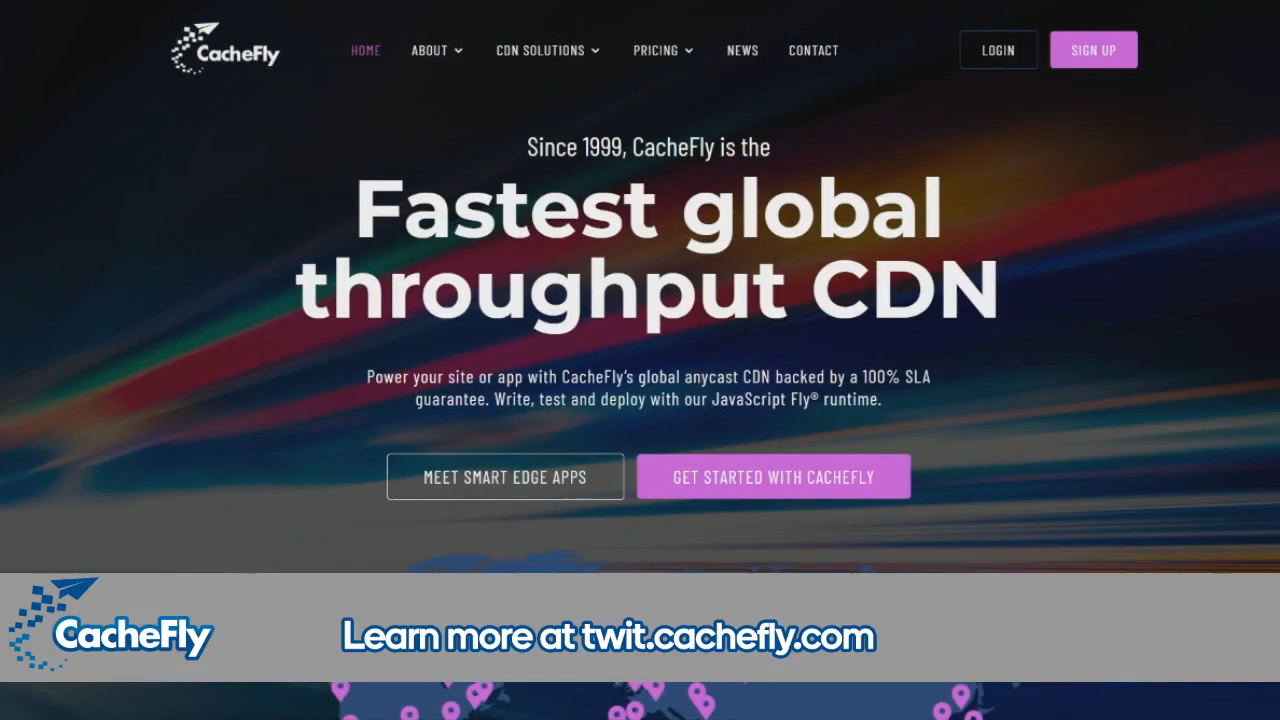 CacheFly
HOME ABOUT CDN SOLUTIONS PRICING NEWS CONTACT LOGIN SIGN UP
Since 1999, CacheFly is the
Fastest global
throughput CDN
Power your site or app with CacheFly's global anycast CDN backed by a 100% SLA
guarantee. Write, test and deploy with our JavaScript Fly® runtime.
MEET SMART EDGE APPS GET STARTED WITH CACHEFLY
CacheFly Learn more at twit.cachefly.com